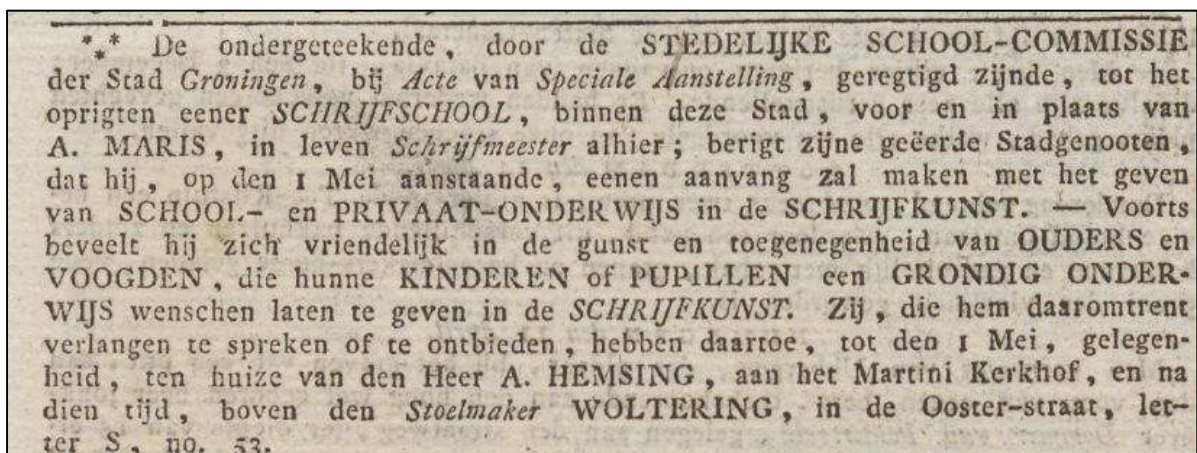 *** De ondergeteekende, door de STEDELIJKE SCHOOL-COMMISSIE
der Stad Groningen, bij Acte van Speciale Aanstelling, geregtigd zijnde, tot het
oprigten eener SCHRIJFSCHOOL, binnen deze Stad, voor en in plaats van
A. MARIS, in leven Schrijfmeester alhier; berigt zijne geëerde Stadgenooten,
dat hij, op den 1 Mei aanstaande, eenen aanvang zal maken met het geven
van SCHOOL- en PRIVAAT-ONDERWIJS in de SCHRIJFKUNST. — Voorts
beveelt hij zich vriendelijk in de gunst en toegenegenheid van OUDERS en
VOOGDEN, die hunne KINDEREN of PUPILLEN een GRONDIG ONDER-
WIJS wenschen laten te geven in de SCHRIJFKUNST. Zij, die hem daaromtrent
verlangen te spreken of te ontbieden, hebben daartoe, tot den 1 Mei, gelegen-
heid, ten huize van den Heer A. HEMSING, aan het Martini Kerkhof, en na
dien tijd, boven den Stoelmaker WOLTERING, in de Ooster-straat, let-
ter S, no. 53.